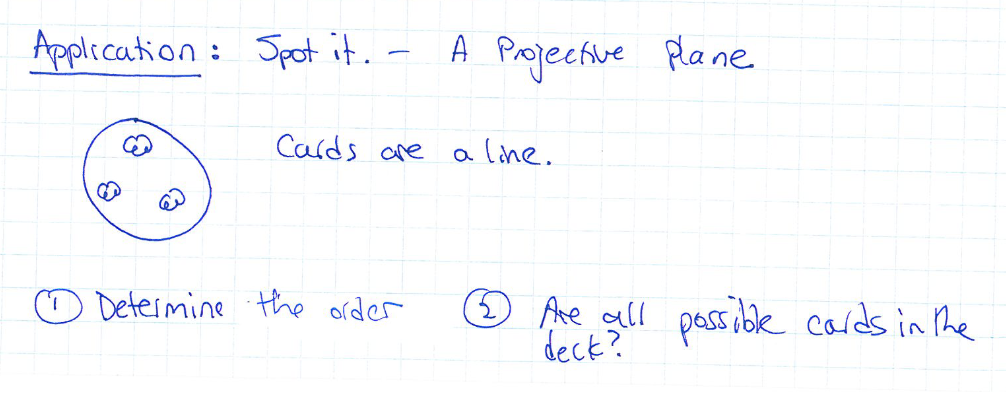 Application: Spot it. - A Projective plane
Cards are a line.
① Determine the order ② Are all possible cards in the
deck?